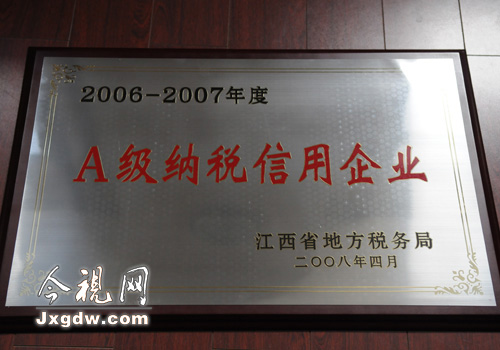 2006-2007年度
A级纳税信用企业
江西省地方税务局
二〇〇八年四月
今视网
Jxgdw.com